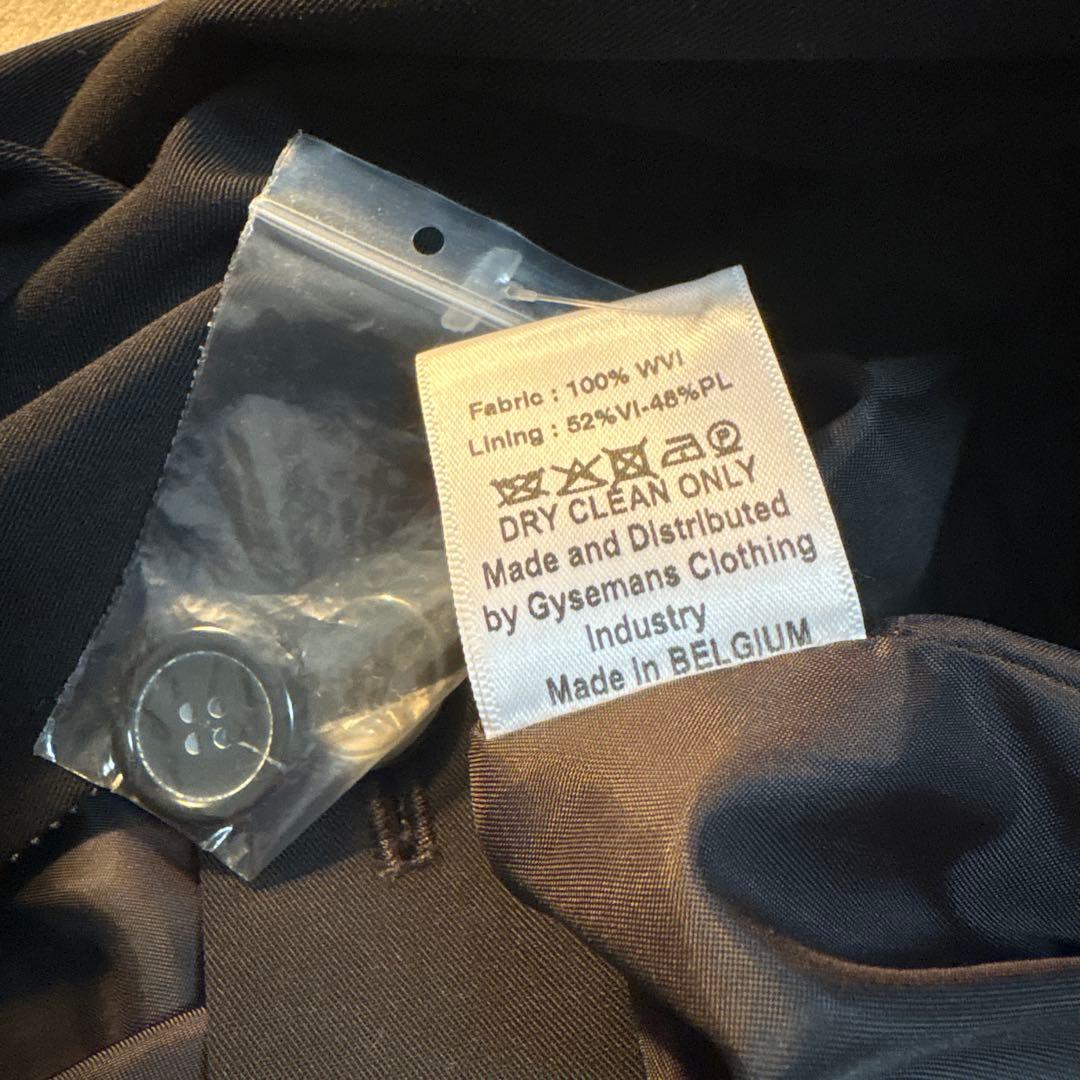 Fabric : 100% WVI
Lining : 52%VI-48%PL
P
DRY CLEAN ONLY
Made and Distributed
by Gysemans Clothing
Industry
Made in BELGIUM